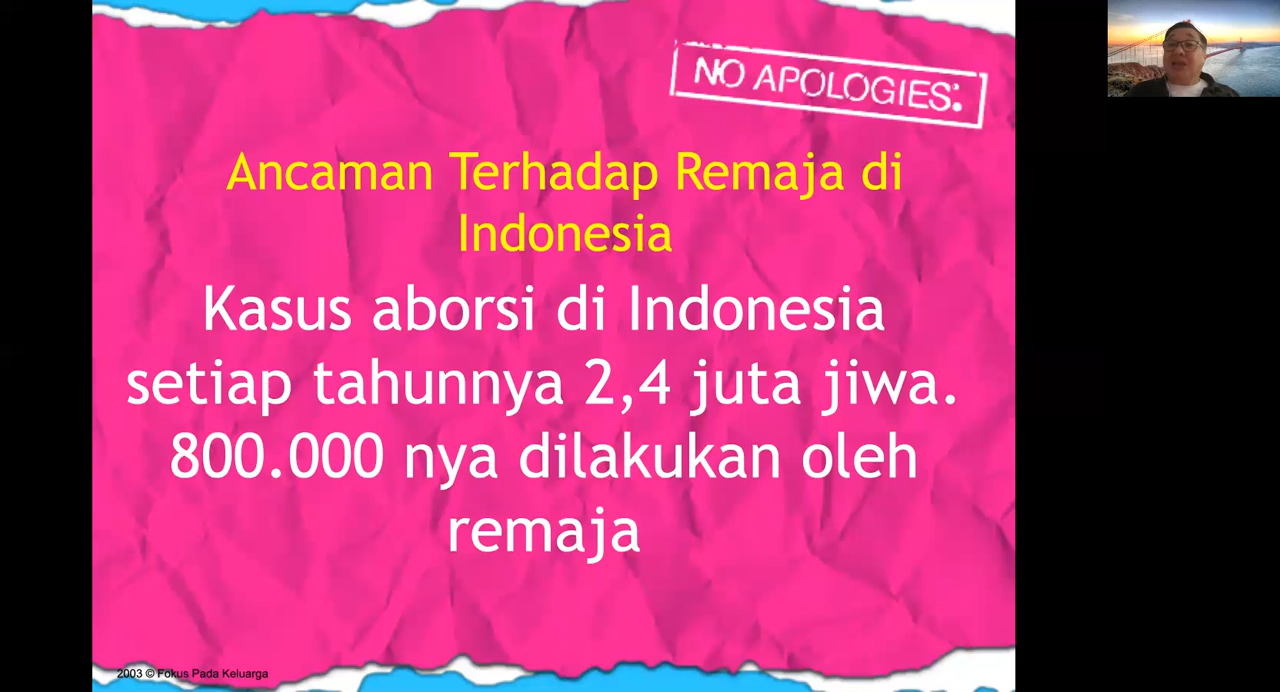 NO APOLOGIES:
Ancaman Terhadap Remaja di
Indonesia
Kasus aborsi di Indonesia
setiap tahunnya 2,4 juta jiwa.
800.000 nya dilakukan oleh
remaja
2003 © Fokus Pada Keluarga